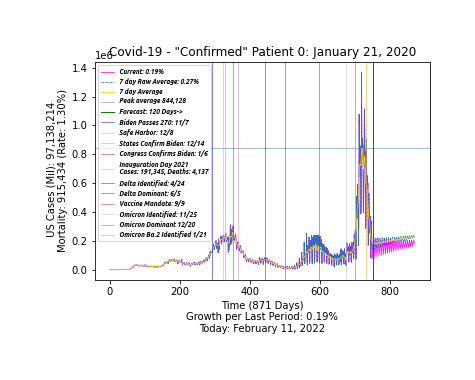 Covid-19 - "Confirmed" Patient 0: January 21, 2020
1e6
1.4
1.2
1.0
0.8
0.6
0.4
0.2
0.0
US Cases (Mil): 97,138,214
Mortality: 915,434 (Rate: 1.30%)
Current: 0.19%
7 day Raw Average: 0.27%
7 day Average
Peak average 844,128
Forecast: 120 Days->
Biden Passes 270: 11/7
Safe Harbor: 12/8
States Confirm Biden: 12/14
Congress Confirms Biden: 1/6
Inauguration Day 2021
Cases: 191,345, Deaths: 4,137
Delta Identified: 4/24
Delta Dominant: 6/5
Vaccine Mandate: 9/9
Omicron Identified: 11/25
Omicron Dominant: 12/20
Omicron Ba.2 Identified 1/21
0 200 400 600 800
Time (871 Days)
Growth per Last Period: 0.19%
Today: February 11, 2022